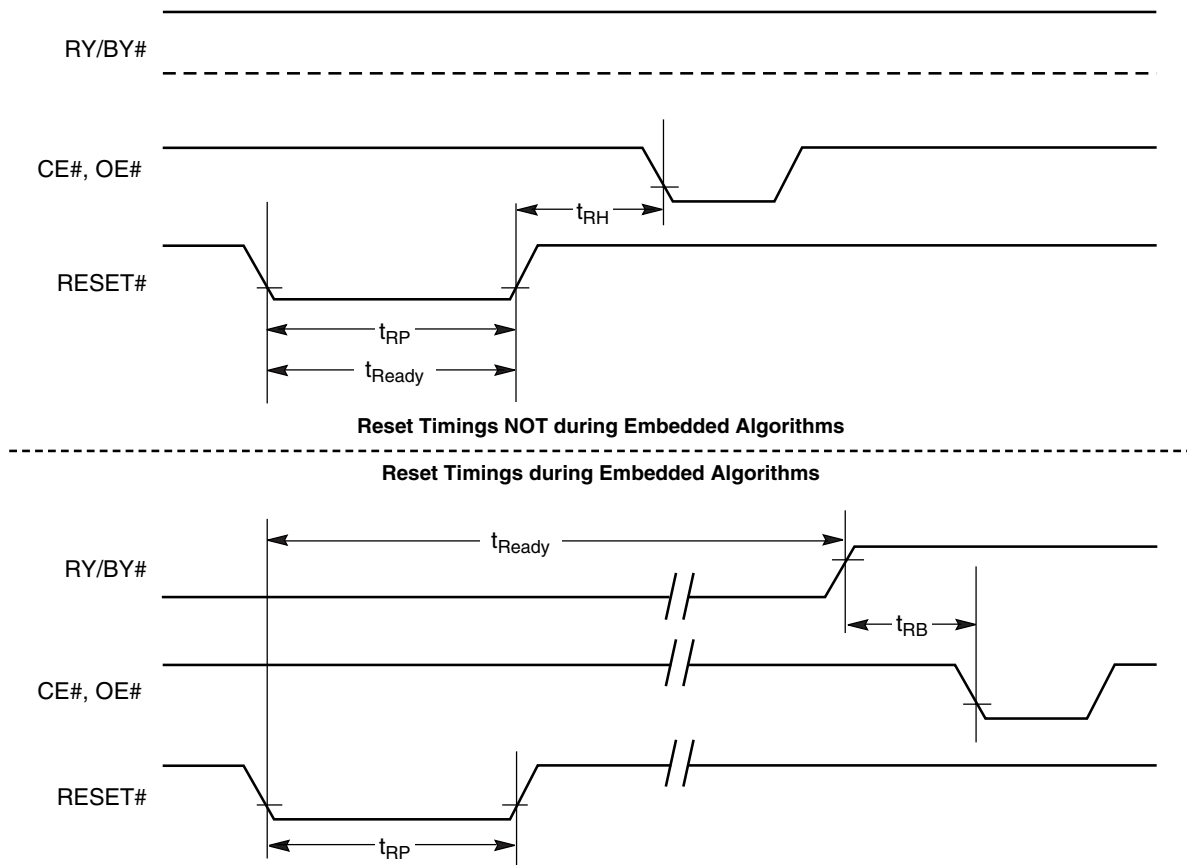 RY/BY#
CE#, OE#
tRH
RESET#
tRP
tReady
Reset Timings NOT during Embedded Algorithms
Reset Timings during Embedded Algorithms
tReady
RY/BY#
tRB
CE#, OE#
RESET#
tRP